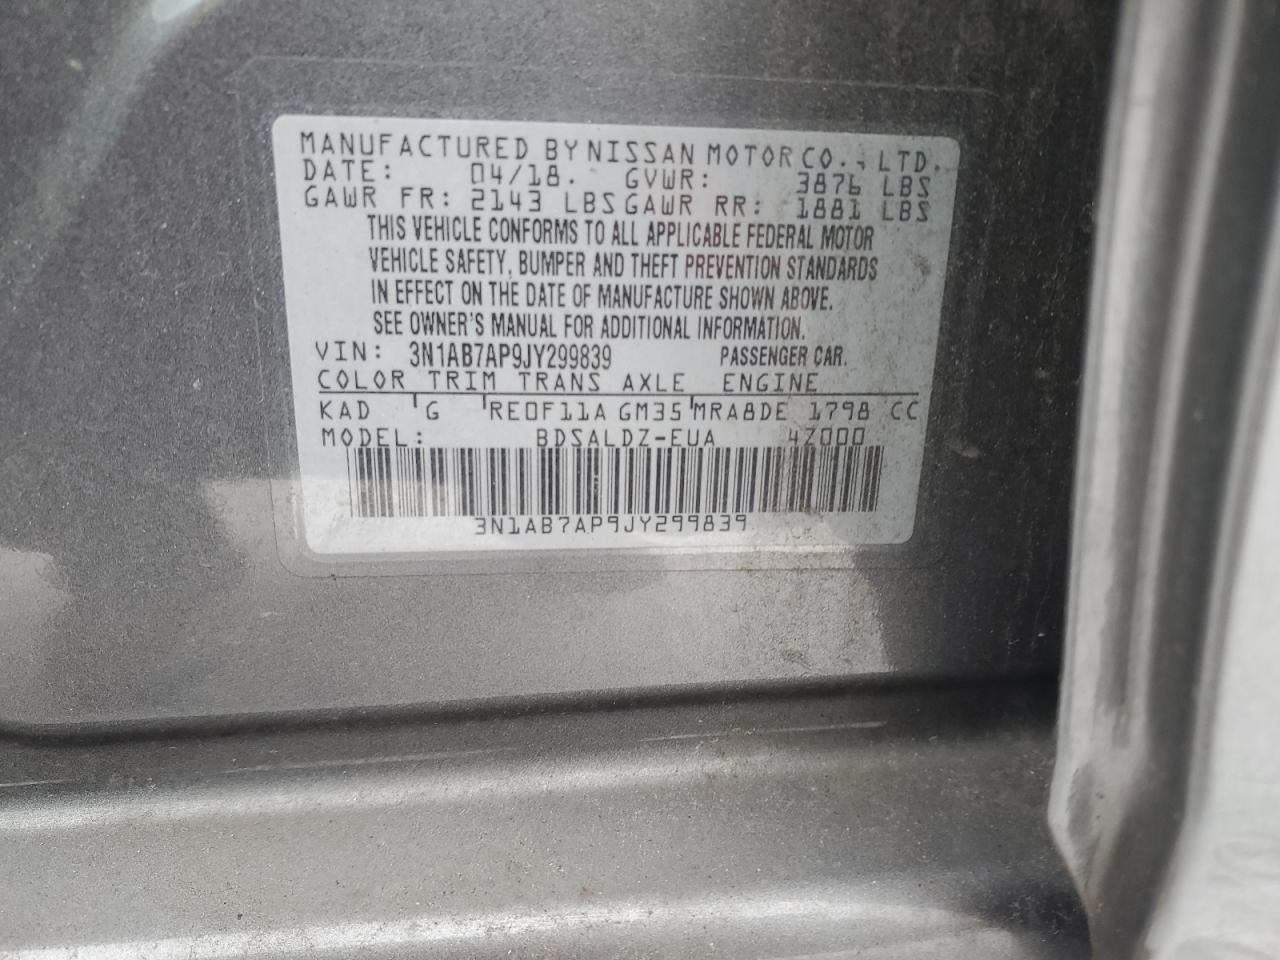 MANUFACTURED BY NISSAN MOTOR CO., LTD.
DATE: 04/18. GVWR: 3876 LBS
GAWR FR: 2143 LBS GAWR RR: 1881 LBS
THIS VEHICLE CONFORMS TO ALL APPLICABLE FEDERAL MOTOR
VEHICLE SAFETY, BUMPER AND THEFT PREVENTION STANDARDS
IN EFFECT ON THE DATE OF MANUFACTURE SHOWN ABOVE.
SEE OWNER'S MANUAL FOR ADDITIONAL INFORMATION.
VIN: 3N1AB7AP9JY299839 PASSENGER CAR.
COLOR TRIM TRANS AXLE ENGINE
KAD G RE0F11A GM35 MRA8DE 1798 CC
MODEL: BDSALDZ-EUA 4Z000
3N1AB7AP9JY299839